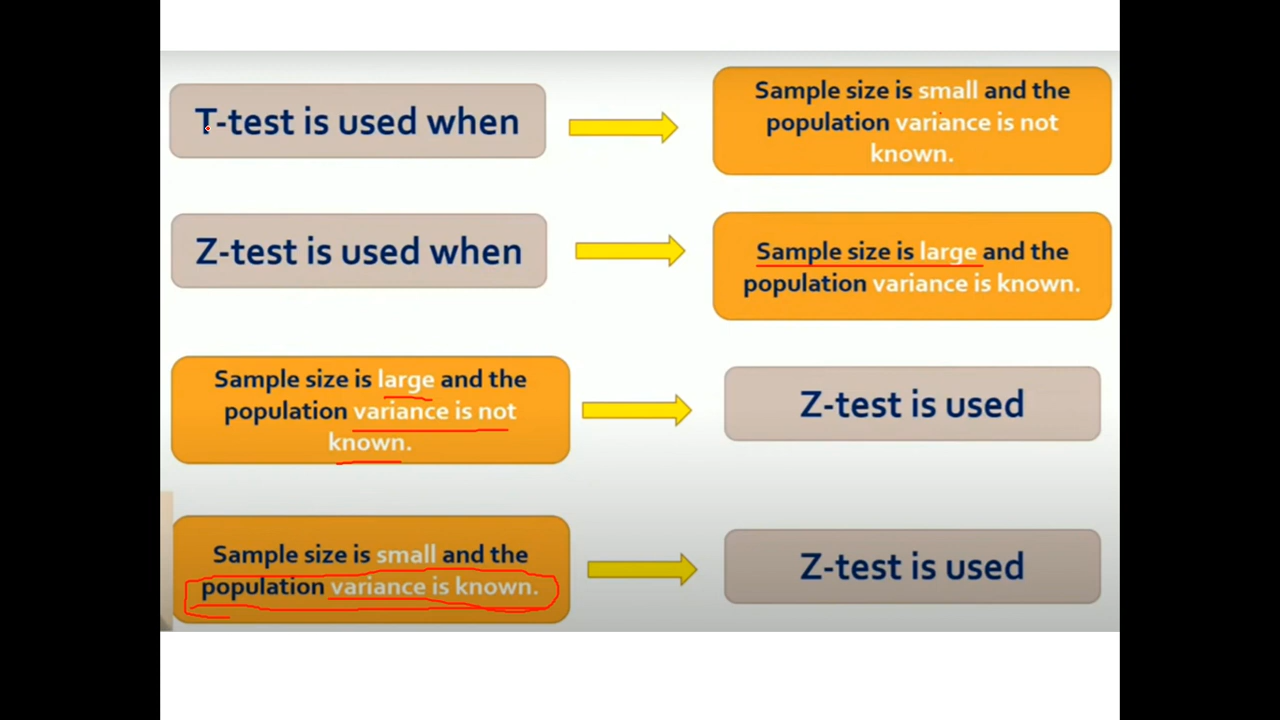 T-test is used when
Sample size is small and the
population variance is not
known.
Z-test is used when
Sample size is large and the
population variance is known.
Sample size is large and the
population variance is not
known.
Z-test is used
Sample size is small and the
population variance is known.
Z-test is used